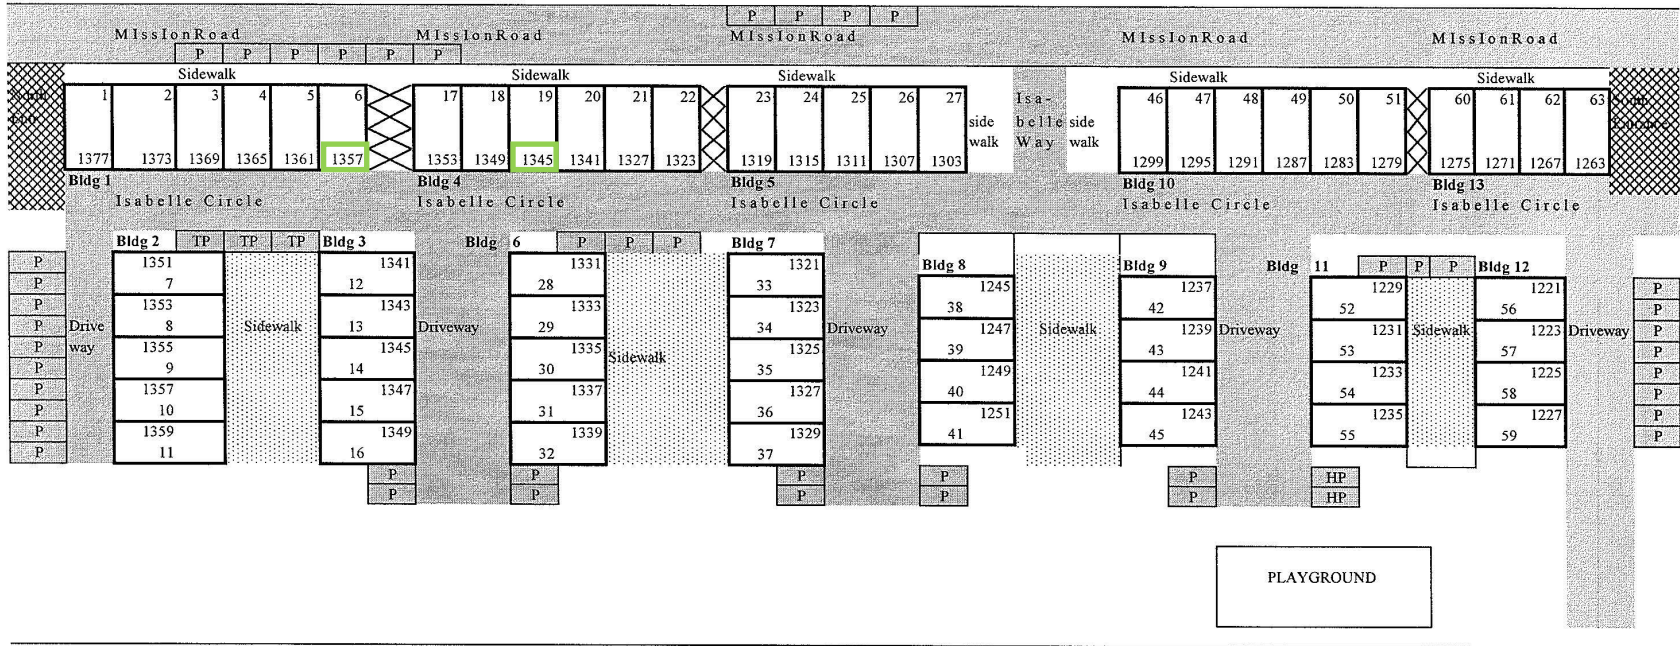 P P P P
MIssIonRoad MIssIonRoad MIssIonRoad MIssIonRoad MIssIonRoad
P P P P P P
Sidewalk Sidewalk Sidewalk Sidewalk Sidewalk
1 2 3 4 5 6 17 18 19 20 21 22 23 24 25 26 27 Isa- 46 47 48 49 50 51 60 61 62 63 South
side belle side Entrance
walk Way walk
1377 1373 1369 1365 1361 1357 1353 1349 1345 1341 1327 1323 1319 1315 1311 1307 1303 1299 1295 1291 1287 1283 1279 1275 1271 1267 1263
Bldg 1 Bldg 4 Bldg 5 Bldg 10 Bldg 13
Isabelle Circle Isabelle Circle Isabelle Circle Isabelle Circle Isabelle Circle
Bldg 2 TP TP TP Bldg 3 Bldg 6 P P P Bldg 7
P 1351 1341 1331 1321 Bldg 8 Bldg 9 Bldg 11 P P P Bldg 12
P 7 12 28 33 1245 1237 1229 1221 P
38 42 52 56
P 1353 1343 1333 1323 P
P Drive 8 Sidewalk 13 Driveway 29 34 Driveway 1247 Sidewalk 1239 Driveway 1231 Sidewalk 1223 Driveway P
way 39 43 53 57
P 1355 1345 1335 Sidewalk 1325 P
P 9 14 30 35 1249 1241 1233 1225 P
P 1357 1347 1337 1327 40 44 54 58 P
P 10 15 31 36 1251 1243 1235 1227 P
P 1359 1349 1339 1329 41 45 55 59 P
P 11 16 32 37
P P P P P HP
P P P P P HP
PLAYGROUND